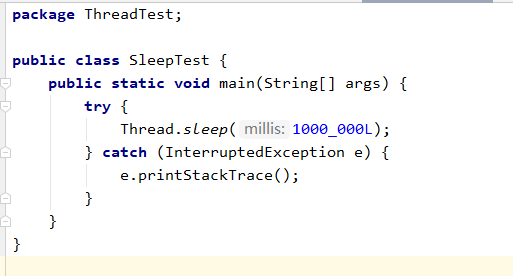 package ThreadTest;
public class SleepTest {
    public static void main(String[] args) {
        try {
            Thread.sleep( millis: 1000_000L);
        } catch (InterruptedException e) {
            e.printStackTrace();
        }
    }
}